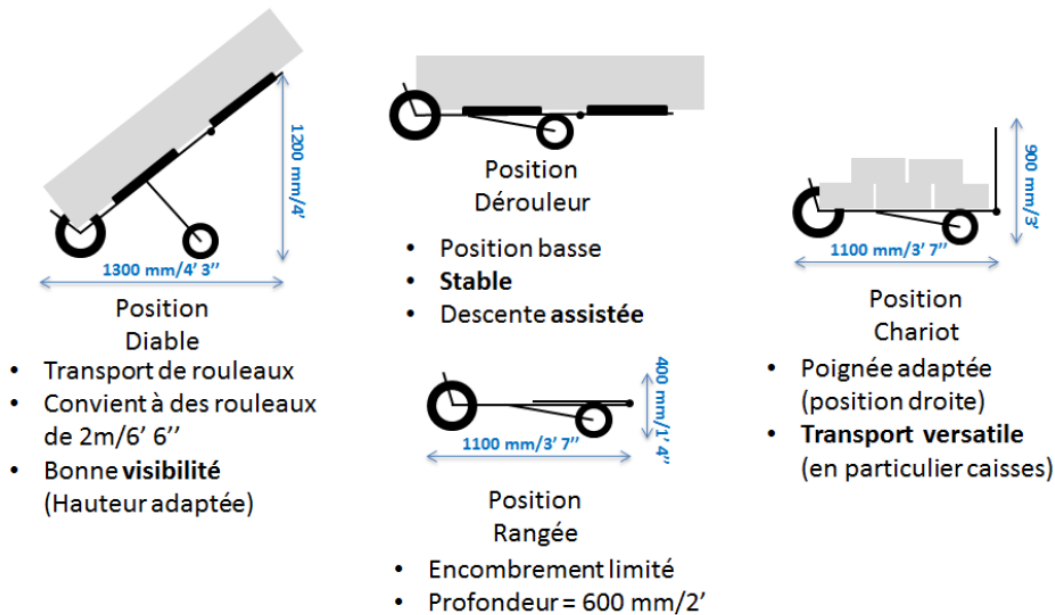 1200 mm/4’
1300 mm/4’ 3’’
Position
Diable
• Transport de rouleaux
• Convient à des rouleaux
de 2m/6’ 6’’
• Bonne visibilité
(Hauteur adaptée)
Position
Dérouleur
• Position basse
• Stable
• Descente assistée
400 mm/1’ 4’’
1100 mm/3’ 7’’
Position
Rangée
• Encombrement limité
• Profondeur = 600 mm/2’
900 mm/3’
1100 mm/3’ 7’’
Position
Chariot
• Poignée adaptée
(position droite)
• Transport versatile
(en particulier caisses)